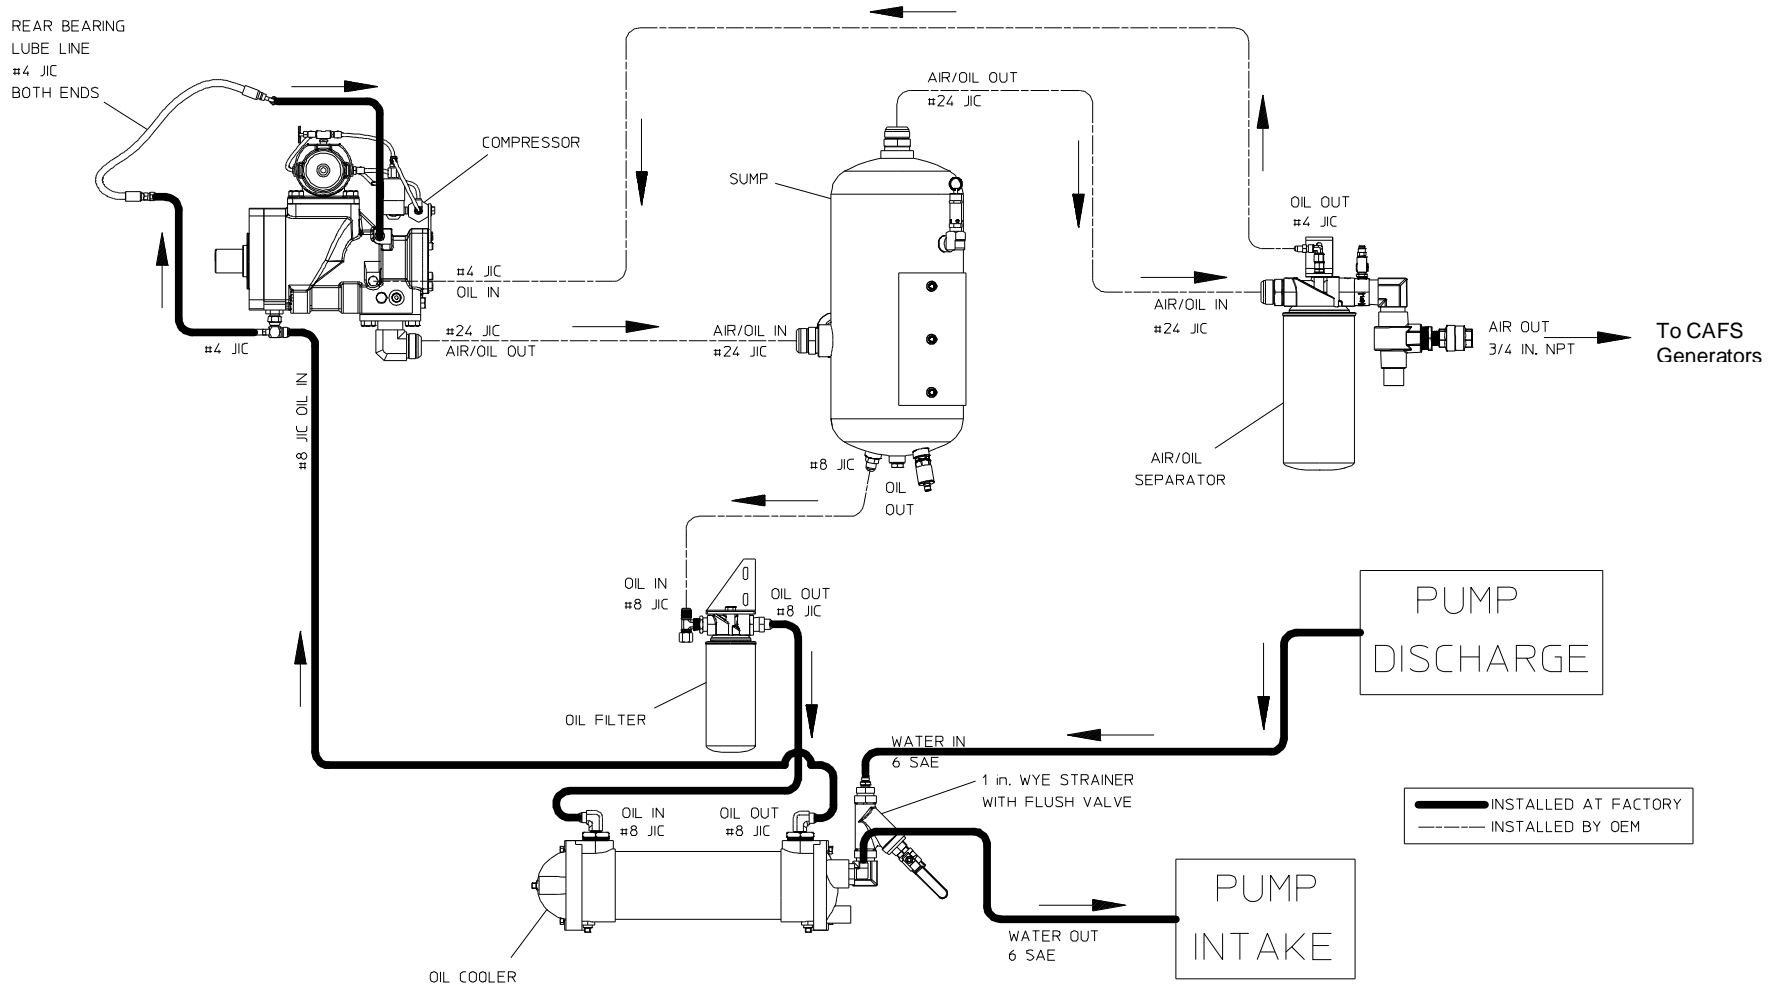 REAR BEARING
LUBE LINE
#4 JIC
BOTH ENDS
COMPRESSOR
#4 JIC
OIL IN
#24 JIC
AIR/OIL OUT
#4 JIC
#8 JIC OIL IN
AIR/OIL OUT
#24 JIC
SUMP
AIR/OIL IN
#24 JIC
#8 JIC
OIL
OUT
OIL OUT
#4 JIC
AIR/OIL IN
#24 JIC
AIR OUT
3/4 IN. NPT
To CAFS
Generators
AIR/OIL
SEPARATOR
OIL IN
#8 JIC
OIL OUT
#8 JIC
OIL FILTER
PUMP
DISCHARGE
WATER IN
6 SAE
1 in. WYE STRAINER
WITH FLUSH VALVE
OIL IN
#8 JIC
OIL OUT
#8 JIC
INSTALLED AT FACTORY
INSTALLED BY OEM
PUMP
INTAKE
WATER OUT
6 SAE
OIL COOLER